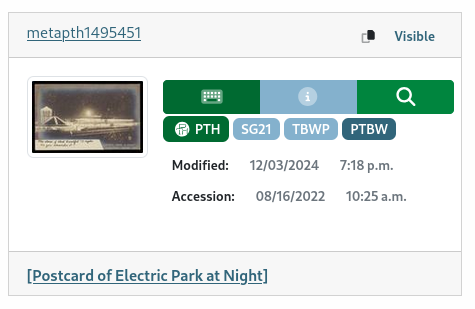 metapth1495451
Visible
PTH SG21 TBWP PTBW
Modified: 12/03/2024 7:18 p.m.
Accession: 08/16/2022 10:25 a.m.
[Postcard of Electric Park at Night]